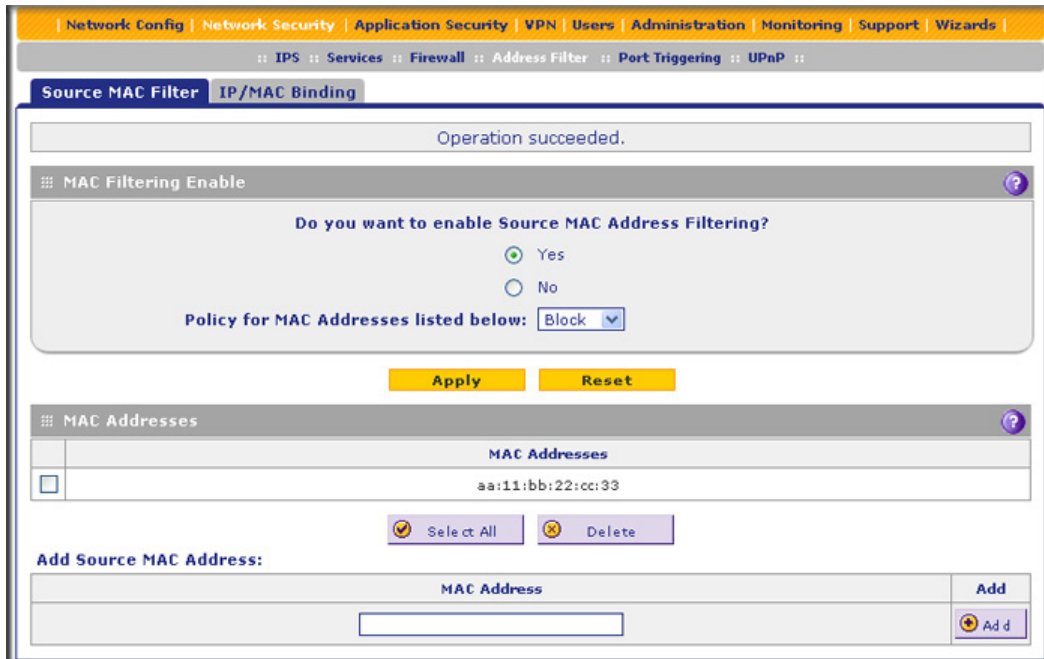 | Network Config | Network Security | Application Security | VPN | Users | Administration | Monitoring | Support | Wizards |
:: IPS :: Services :: Firewall :: Address Filter :: Port Triggering :: UPnP ::
Source MAC Filter IP/MAC Binding
Operation succeeded.
MAC Filtering Enable ?
Do you want to enable Source MAC Address Filtering?
Yes
No
Policy for MAC Addresses listed below: Block
Apply Reset
MAC Addresses ?
MAC Addresses
aa:11:bb:22:cc:33
Select All Delete
Add Source MAC Address:
MAC Address Add
Add